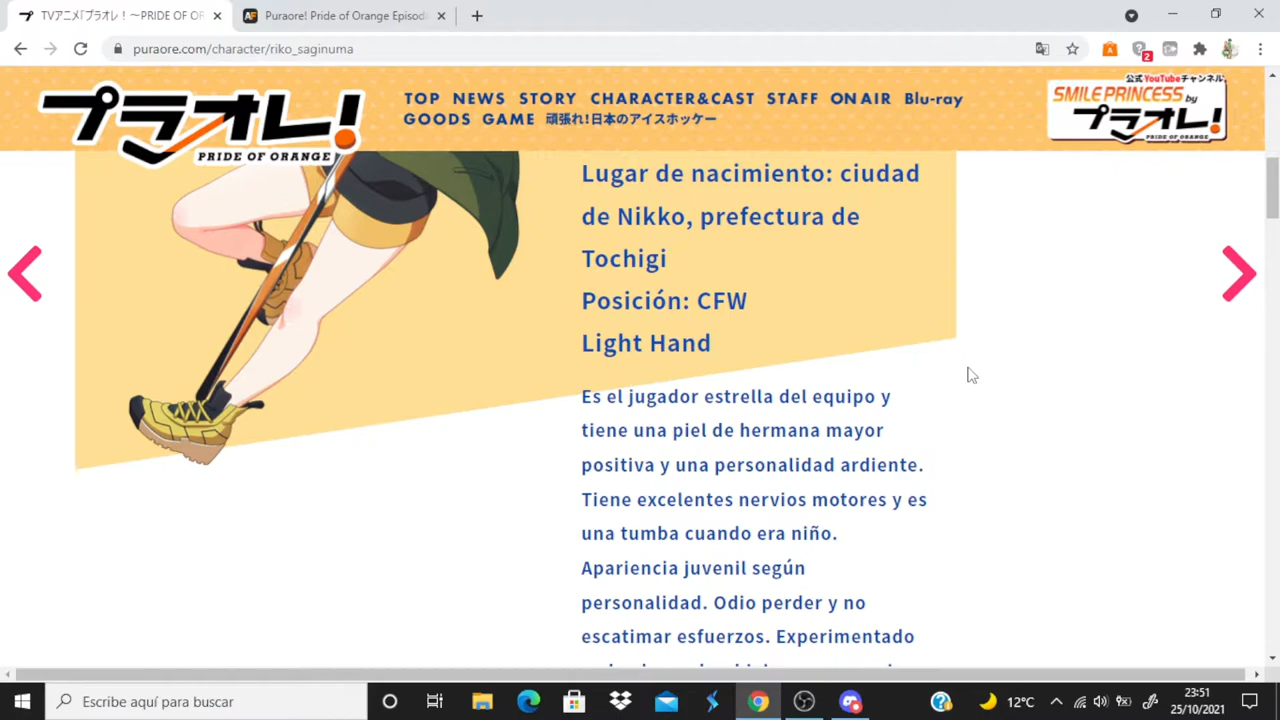 TVアニメ「プラオレ！～PRIDE OF OR
Puraore! Pride of Orange Episode
puraore.com/character/riko_saginuma
2
プラオレ!
PRIDE OF ORANGE
TOP NEWS STORY CHARACTER&CAST STAFF ON AIR Blu-ray
GOODS GAME 頑張れ!日本のアイスホッケー
公式YouTubeチャンネル
SMILE PRINCESS by
プラオレ!
PRIDE OF ORANGE
Lugar de nacimiento: ciudad
de Nikko, prefectura de
Tochigi
Posición: CFW
Light Hand
Es el jugador estrella del equipo y
tiene una piel de hermana mayor
positiva y una personalidad ardiente.
Tiene excelentes nervios motores y es
una tumba cuando era niño.
Apariencia juvenil según
personalidad. Odio perder y no
escatimar esfuerzos. Experimentado
Escribe aquí para buscar
12°C
23:51
25/10/2021